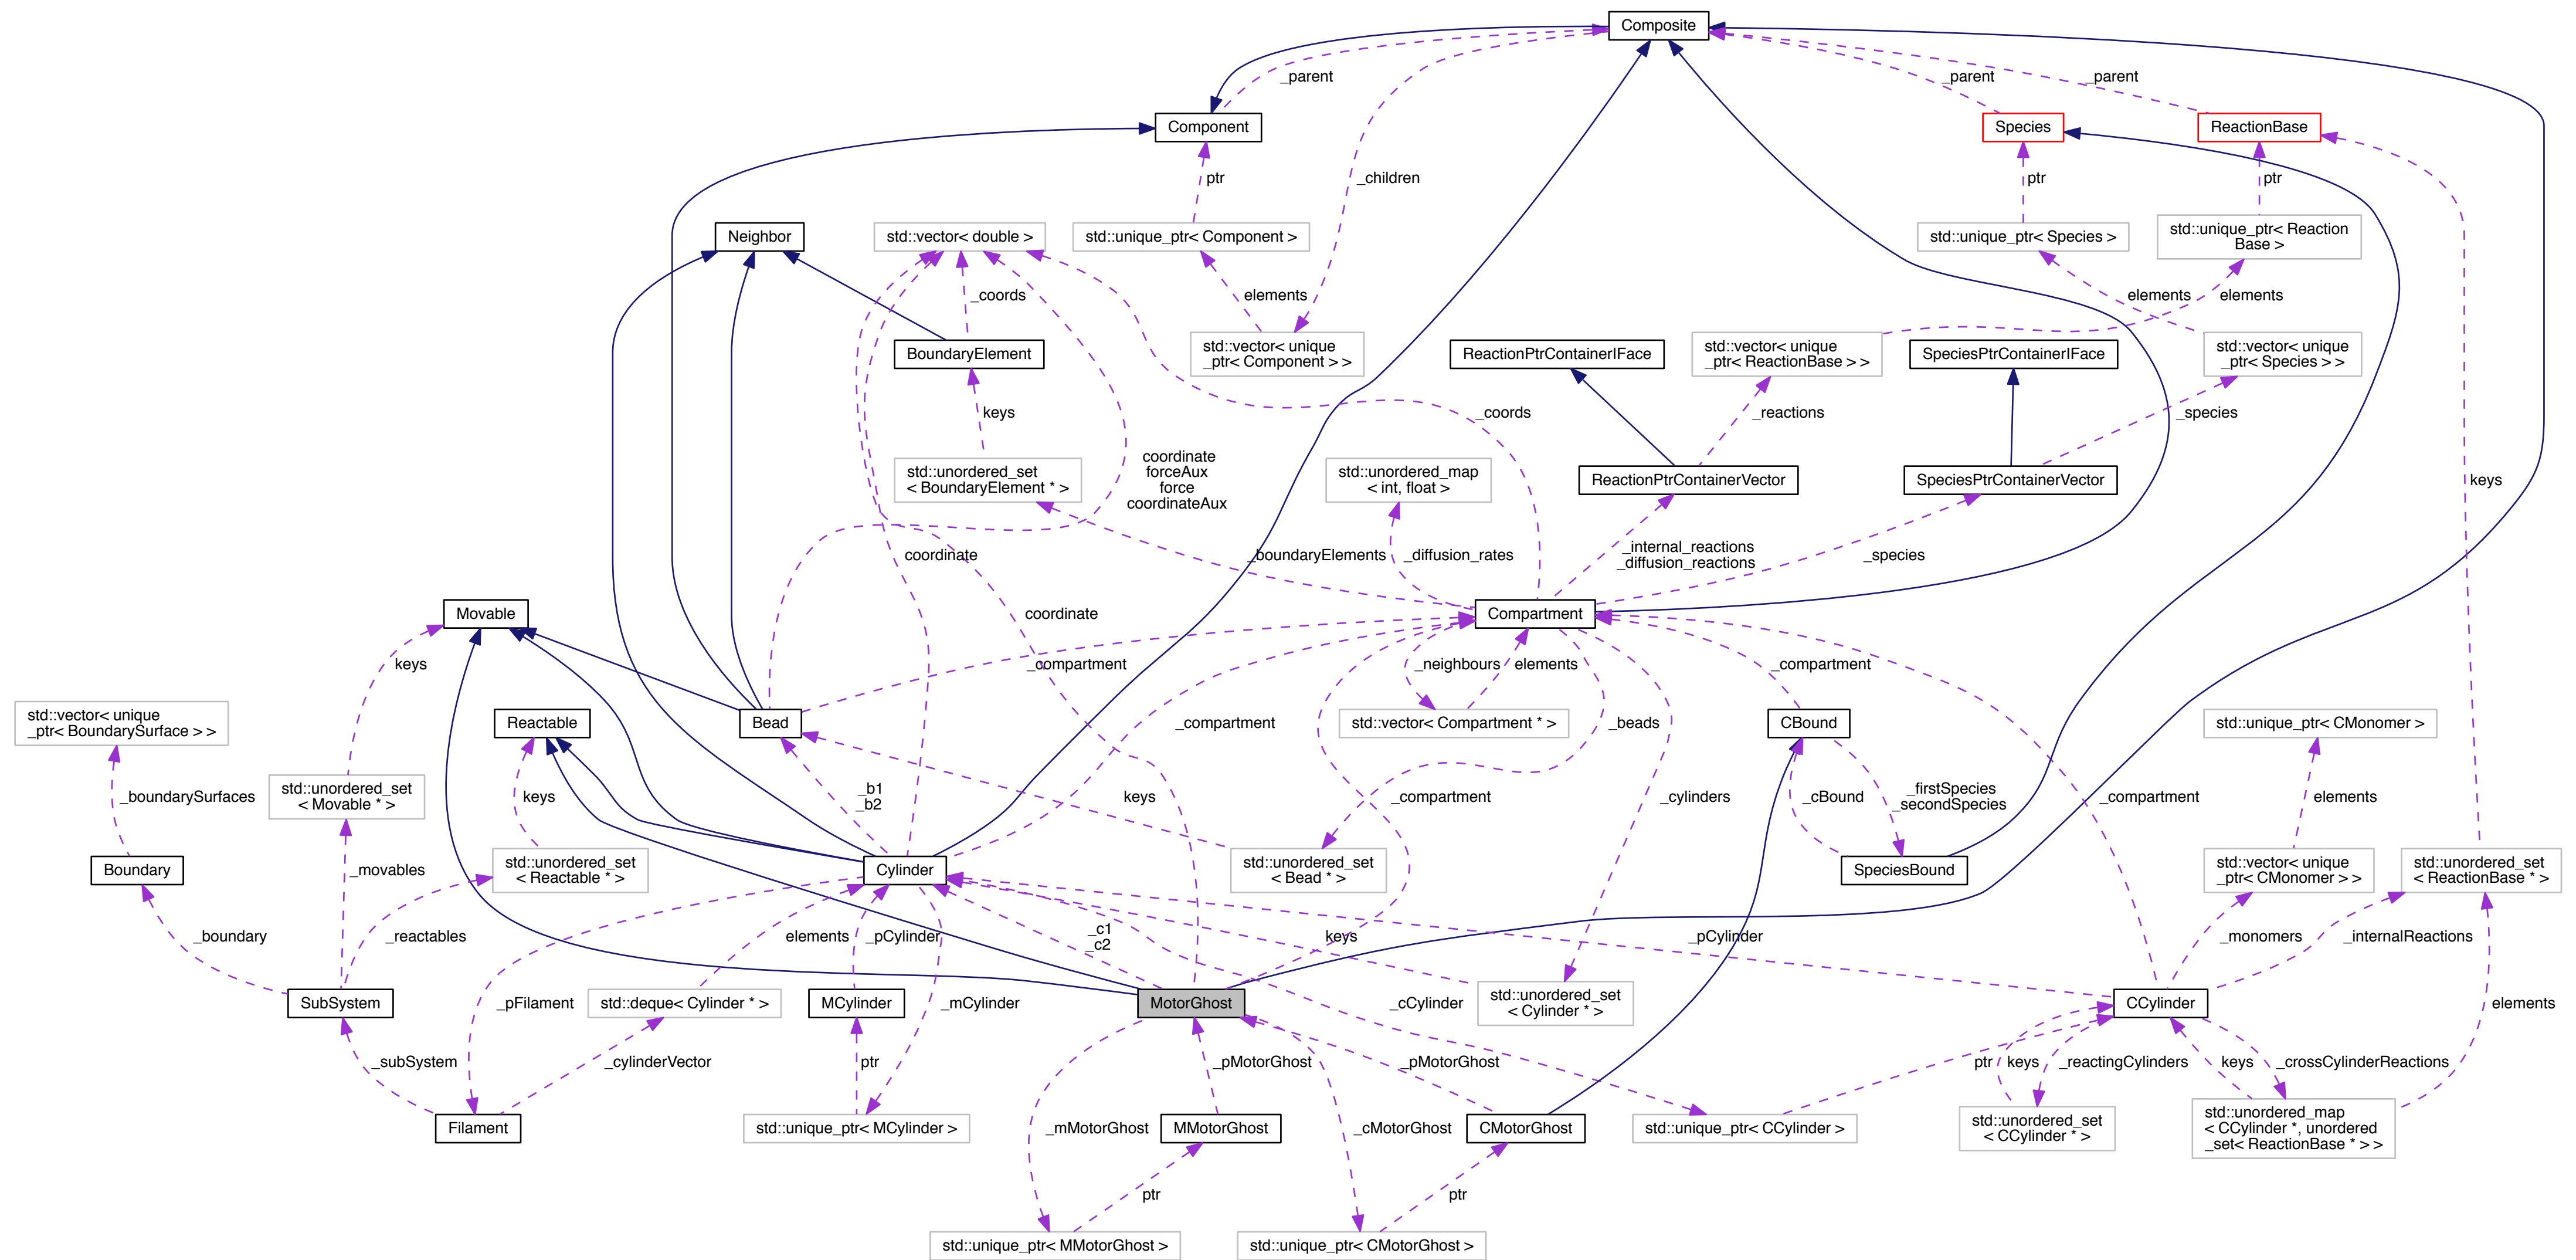 Composite
_parent
_parent
_parent
Component
Species
ReactionBase
ptr
_children
ptr
ptr
Neighbor
std::vector< double >
std::unique_ptr< Component >
std::unique_ptr< Species >
std::unique_ptr< Reaction
Base >
_coords
elements
elements
elements
BoundaryElement
std::vector< unique
_ptr< Component > >
ReactionPtrContainerIFace
std::vector< unique
_ptr< ReactionBase > >
SpeciesPtrContainerIFace
std::vector< unique
_ptr< Species > >
keys
_coords
_reactions
_species
coordinate
forceAux
force
coordinateAux
std::unordered_set
< BoundaryElement * >
std::unordered_map
< int, float >
ReactionPtrContainerVector
SpeciesPtrContainerVector
keys
coordinate
_boundaryElements
_diffusion_rates
_internal_reactions
_diffusion_reactions
_species
Movable
coordinate
Compartment
keys
_compartment
_neighbours
elements
_compartment
std::vector< unique
_ptr< BoundarySurface > >
Reactable
Bead
_compartment
std::vector< Compartment * >
_beads
CBound
std::unique_ptr< CMonomer >
_boundarySurfaces
std::unordered_set
< Movable * >
keys
_b1
_b2
keys
_compartment
_cylinders
_cBound
_firstSpecies
_secondSpecies
_compartment
elements
Boundary
_movables
std::unordered_set
< Reactable * >
Cylinder
std::unordered_set
< Bead * >
SpeciesBound
std::vector< unique
_ptr< CMonomer > >
std::unordered_set
< ReactionBase * >
_boundary
_reactables
elements
_pCylinder
_c1
_c2
keys
_pCylinder
_monomers
_internalReactions
SubSystem
_pFilament
std::deque< Cylinder * >
MCylinder
_mCylinder
MotorGhost
_cCylinder
std::unordered_set
< Cylinder * >
CCylinder
elements
_subSystem
_cylinderVector
ptr
_pMotorGhost
_pMotorGhost
ptr
keys
_reactingCylinders
keys
_crossCylinderReactions
Filament
std::unique_ptr< MCylinder >
_mMotorGhost
MMotorGhost
_cMotorGhost
CMotorGhost
std::unique_ptr< CCylinder >
std::unordered_set
< CCylinder * >
std::unordered_map
< CCylinder *, unordered
_set< ReactionBase * > >
ptr
ptr
std::unique_ptr< MMotorGhost >
std::unique_ptr< CMotorGhost >